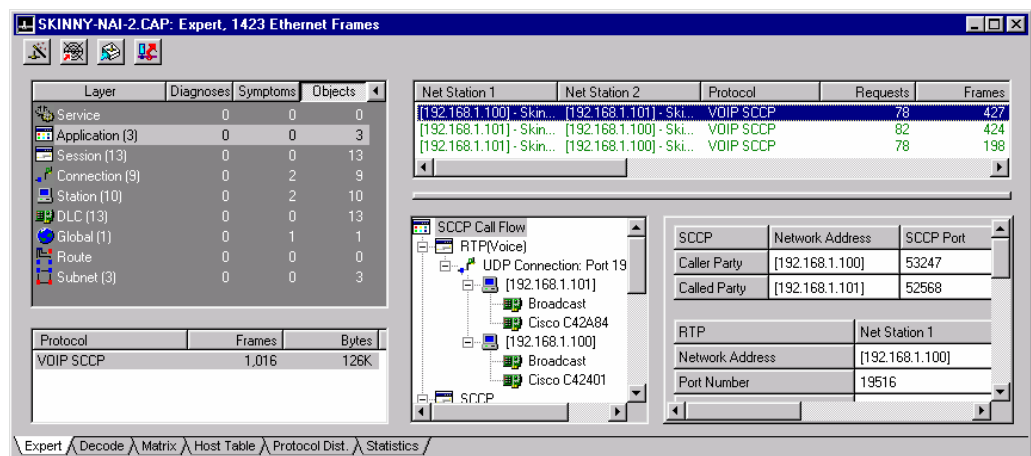 SKINNY-NAI-2.CAP: Expert, 1423 Ethernet Frames
Layer Diagnoses Symptoms Objects
Service 0 0 0
Application (3) 0 0 3
Session (13) 0 0 13
Connection (9) 0 2 9
Station (10) 0 2 10
DLC (13) 0 0 13
Global (1) 0 1 1
Route 0 0 0
Subnet (3) 0 0 3
Protocol Frames Bytes
VOIP SCCP 1,016 126K
Net Station 1 Net Station 2 Protocol Requests Frames
[192.168.1.100] - Skin... [192.168.1.101] - Ski... VOIP SCCP 78 427
[192.168.1.101] - Skin... [192.168.1.100] - Ski... VOIP SCCP 82 424
[192.168.1.101] - Skin... [192.168.1.100] - Ski... VOIP SCCP 78 198
SCCP Call Flow
RTP(Voice)
UDP Connection: Port 19
[192.168.1.101]
Broadcast
Cisco C42A84
[192.168.1.100]
Broadcast
Cisco C42401
SCCP
SCCP Network Address SCCP Port
Caller Party [192.168.1.100] 53247
Called Party [192.168.1.101] 52568
RTP Net Station 1
Network Address [192.168.1.100]
Port Number 19516
Expert Decode Matrix Host Table Protocol Dist. Statistics